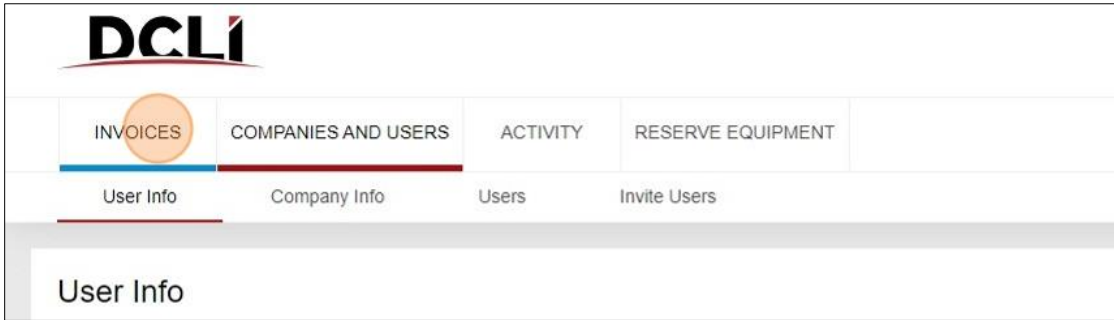 DCLI
INVOICES COMPANIES AND USERS ACTIVITY RESERVE EQUIPMENT
User Info Company Info Users Invite Users
User Info